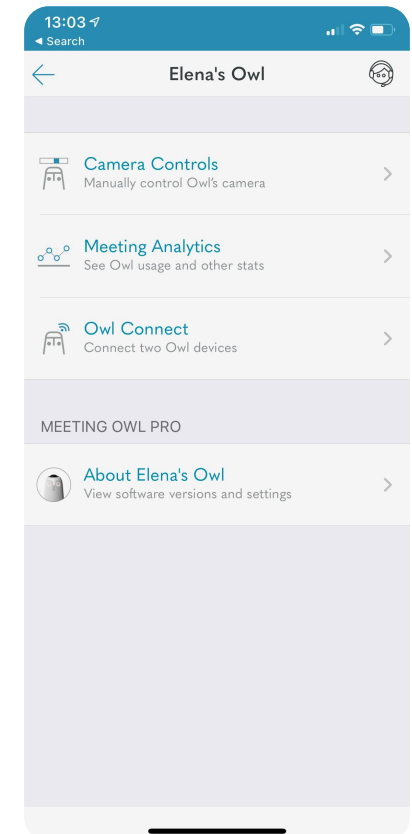 13:03
Search
Elena's Owl
Camera Controls
Manually control Owl's camera
Meeting Analytics
See Owl usage and other stats
Owl Connect
Connect two Owl devices
MEETING OWL PRO
About Elena's Owl
View software versions and settings